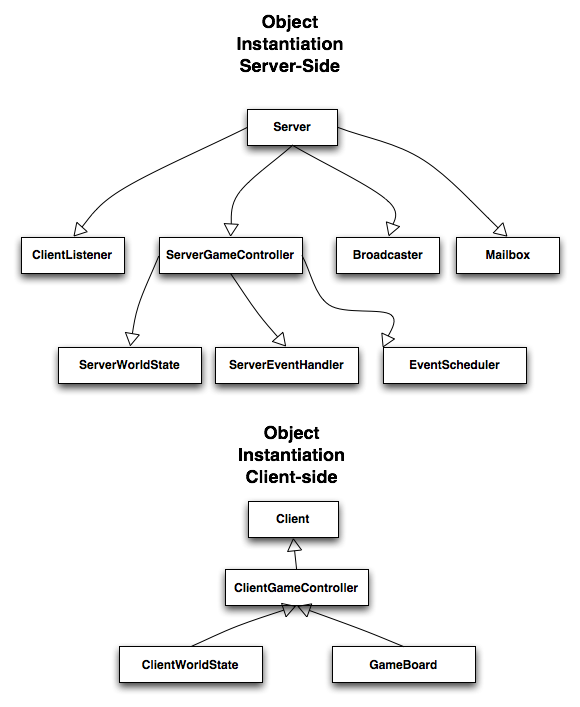 Object
Instantiation
Server-Side
Server
ClientListener
ServerGameController
Broadcaster
Mailbox
ServerWorldState
ServerEventHandler
EventScheduler
Object
Instantiation
Client-side
Client
ClientGameController
ClientWorldState
GameBoard